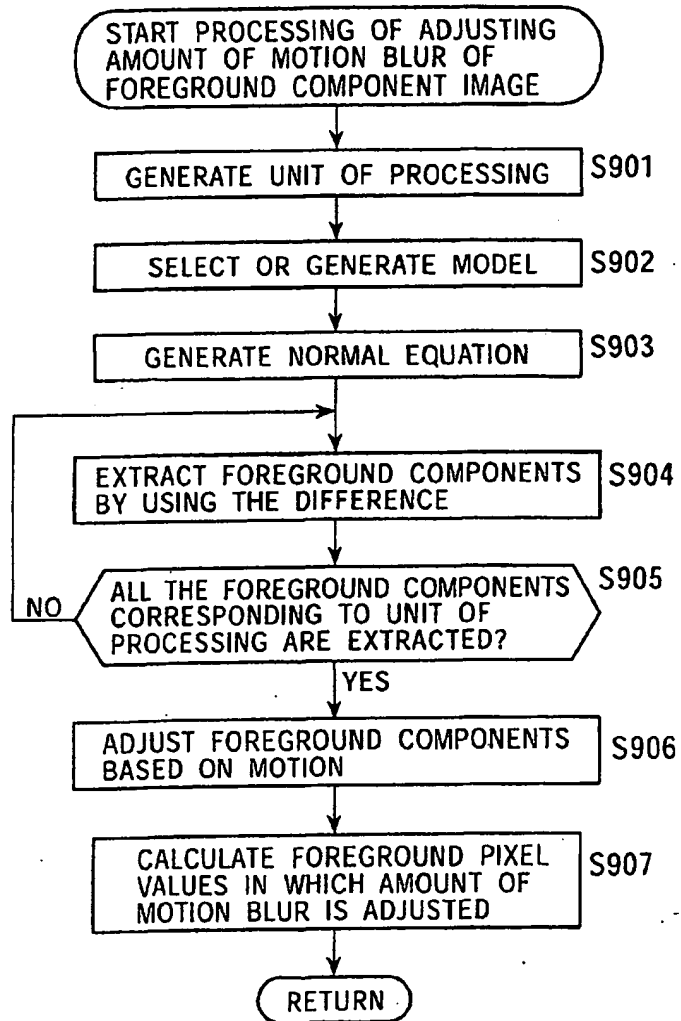 START PROCESSING OF ADJUSTING
AMOUNT OF MOTION BLUR OF
FOREGROUND COMPONENT IMAGE
GENERATE UNIT OF PROCESSING
S901
SELECT OR GENERATE MODEL
S902
GENERATE NORMAL EQUATION
S903
EXTRACT FOREGROUND COMPONENTS
BY USING THE DIFFERENCE
S904
ALL THE FOREGROUND COMPONENTS
CORRESPONDING TO UNIT OF
PROCESSING ARE EXTRACTED?
S905
NO
YES
ADJUST FOREGROUND COMPONENTS
BASED ON MOTION
S906
CALCULATE FOREGROUND PIXEL
VALUES IN WHICH AMOUNT OF
MOTION BLUR IS ADJUSTED
S907
RETURN